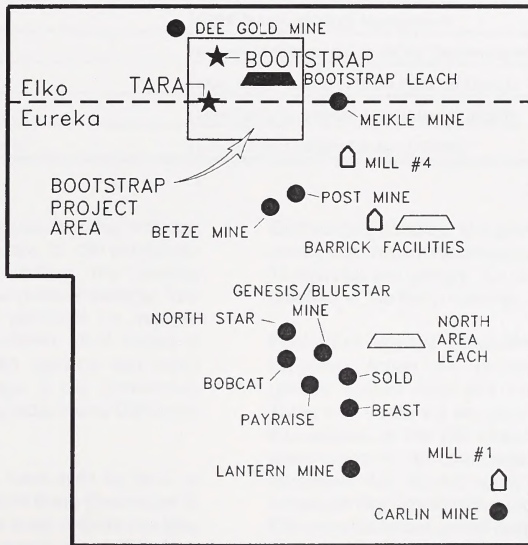 DEE GOLD MINE
BOOTSTRAP
BOOTSTRAP LEACH
TARA
Elko
Eureka
MEIKLE MINE
MILL #4
BOOTSTRAP
PROJECT
AREA
POST MINE
BETZE MINE
BARRICK FACILITIES
GENESIS/BLUESTAR
MINE
NORTH STAR
NORTH
AREA
LEACH
BOBCAT
SOLD
PAYRAISE
BEAST
LANTERN MINE
MILL #1
CARLIN MINE